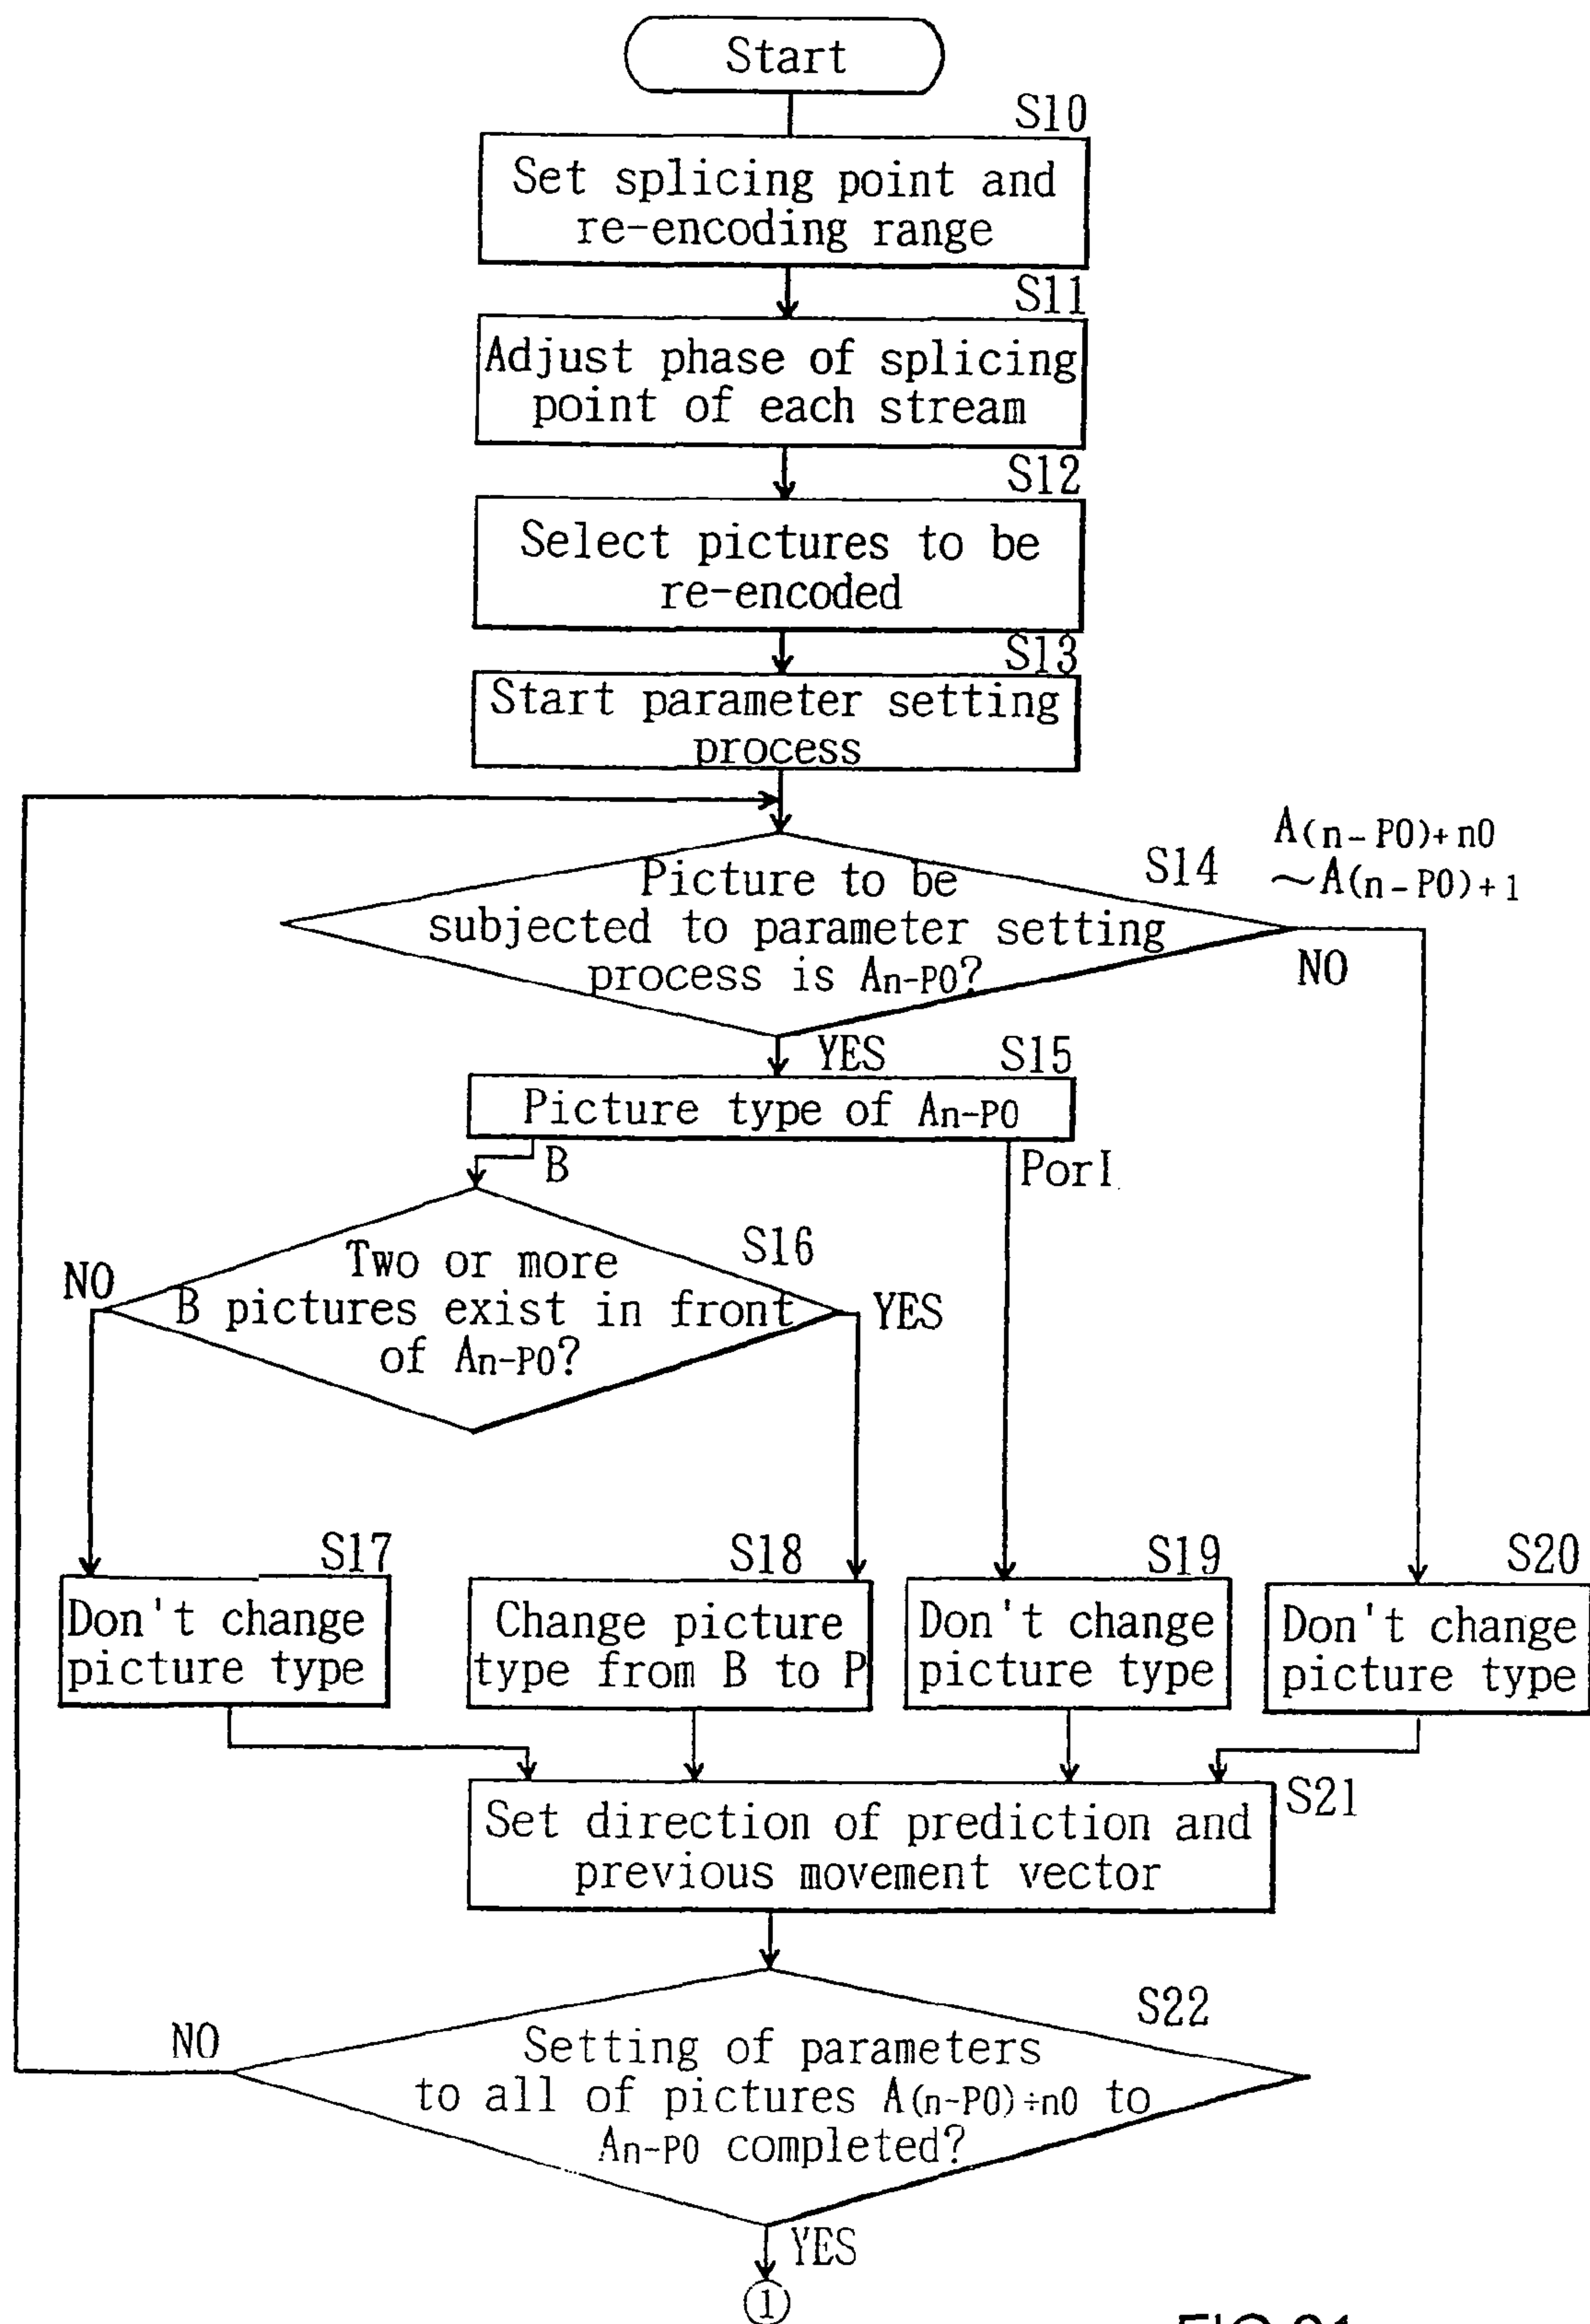 Start
S10
Set splicing point and
re-encoding range
S11
Adjust phase of splicing
point of each stream
S12
Select pictures to be
re-encoded
S13
Start parameter setting
process
A(n-P0)+n0
~A(n-P0)+1
S14
Picture to be
subjected to parameter setting
process is An-P0?
NO
YES
S15
Picture type of An-P0
B
PorI
S16
Two or more
B pictures exist in front
of An-P0?
NO
YES
S17
Don't change
picture type
S18
Change picture
type from B to P
S19
Don't change
picture type
S20
Don't change
picture type
S21
Set direction of prediction and
previous movement vector
S22
Setting of parameters
to all of pictures A(n-P0)+n0 to
An-P0 completed?
NO
YES
①